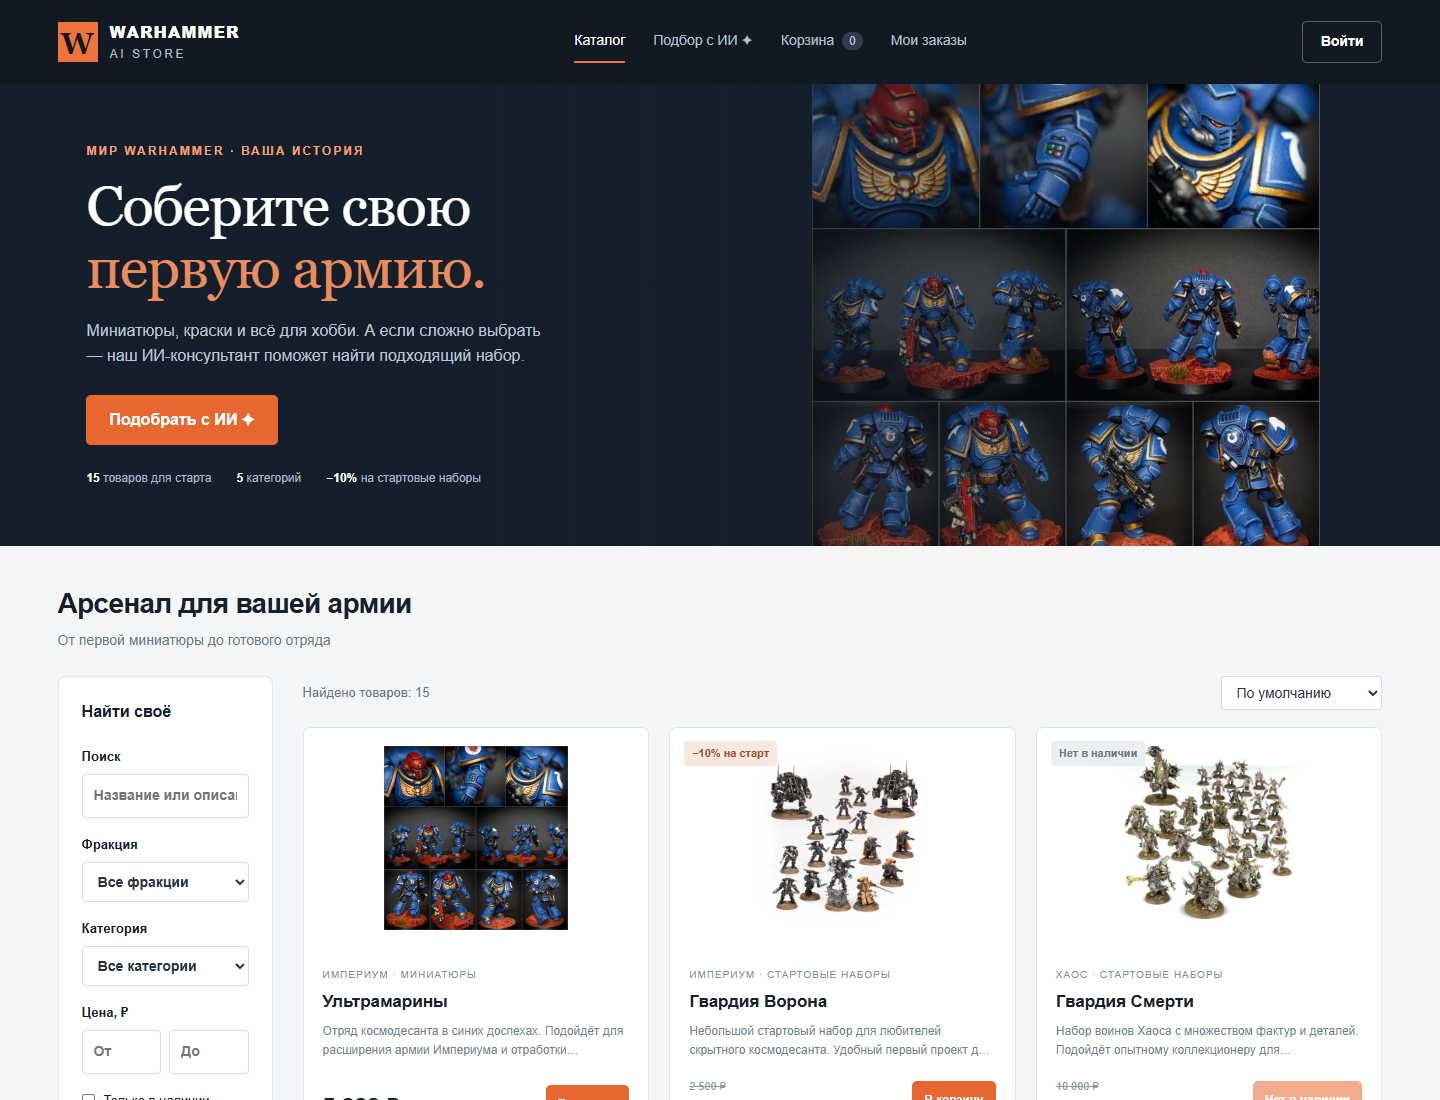 W
WARHAMMER
AI STORE
Каталог
Подбор с ИИ ✦
Корзина 0
Мои заказы
Войти
МИР WARHAMMER · ВАША ИСТОРИЯ
Соберите свою
первую армию.
Миниатюры, краски и всё для хобби. А если сложно выбрать
— наш ИИ-консультант поможет найти подходящий набор.
Подобрать с ИИ ✦
15 товаров для старта
5 категорий
−10% на стартовые наборы
Арсенал для вашей армии
От первой миниатюры до готового отряда
Найти своё
Поиск
Название или описа
Фракция
Все фракции
Категория
Все категории
Цена, ₽
От
До
Только в наличии
Найдено товаров: 15
По умолчанию
ИМПЕРИУМ · МИНИАТЮРЫ
Ультрамарины
Отряд космодесанта в синих доспехах. Подойдёт для
расширения армии Империума и отработки…
−10% на старт
ИМПЕРИУМ · СТАРТОВЫЕ НАБОРЫ
Гвардия Ворона
Небольшой стартовый набор для любителей
скрытного космодесанта. Удобный первый проект д…
2 500 ₽
В корзину
Нет в наличии
ХАОС · СТАРТОВЫЕ НАБОРЫ
Гвардия Смерти
Набор воинов Хаоса с множеством фактур и деталей.
Подойдёт опытному коллекционеру для…
10 000 ₽
Нет в наличии